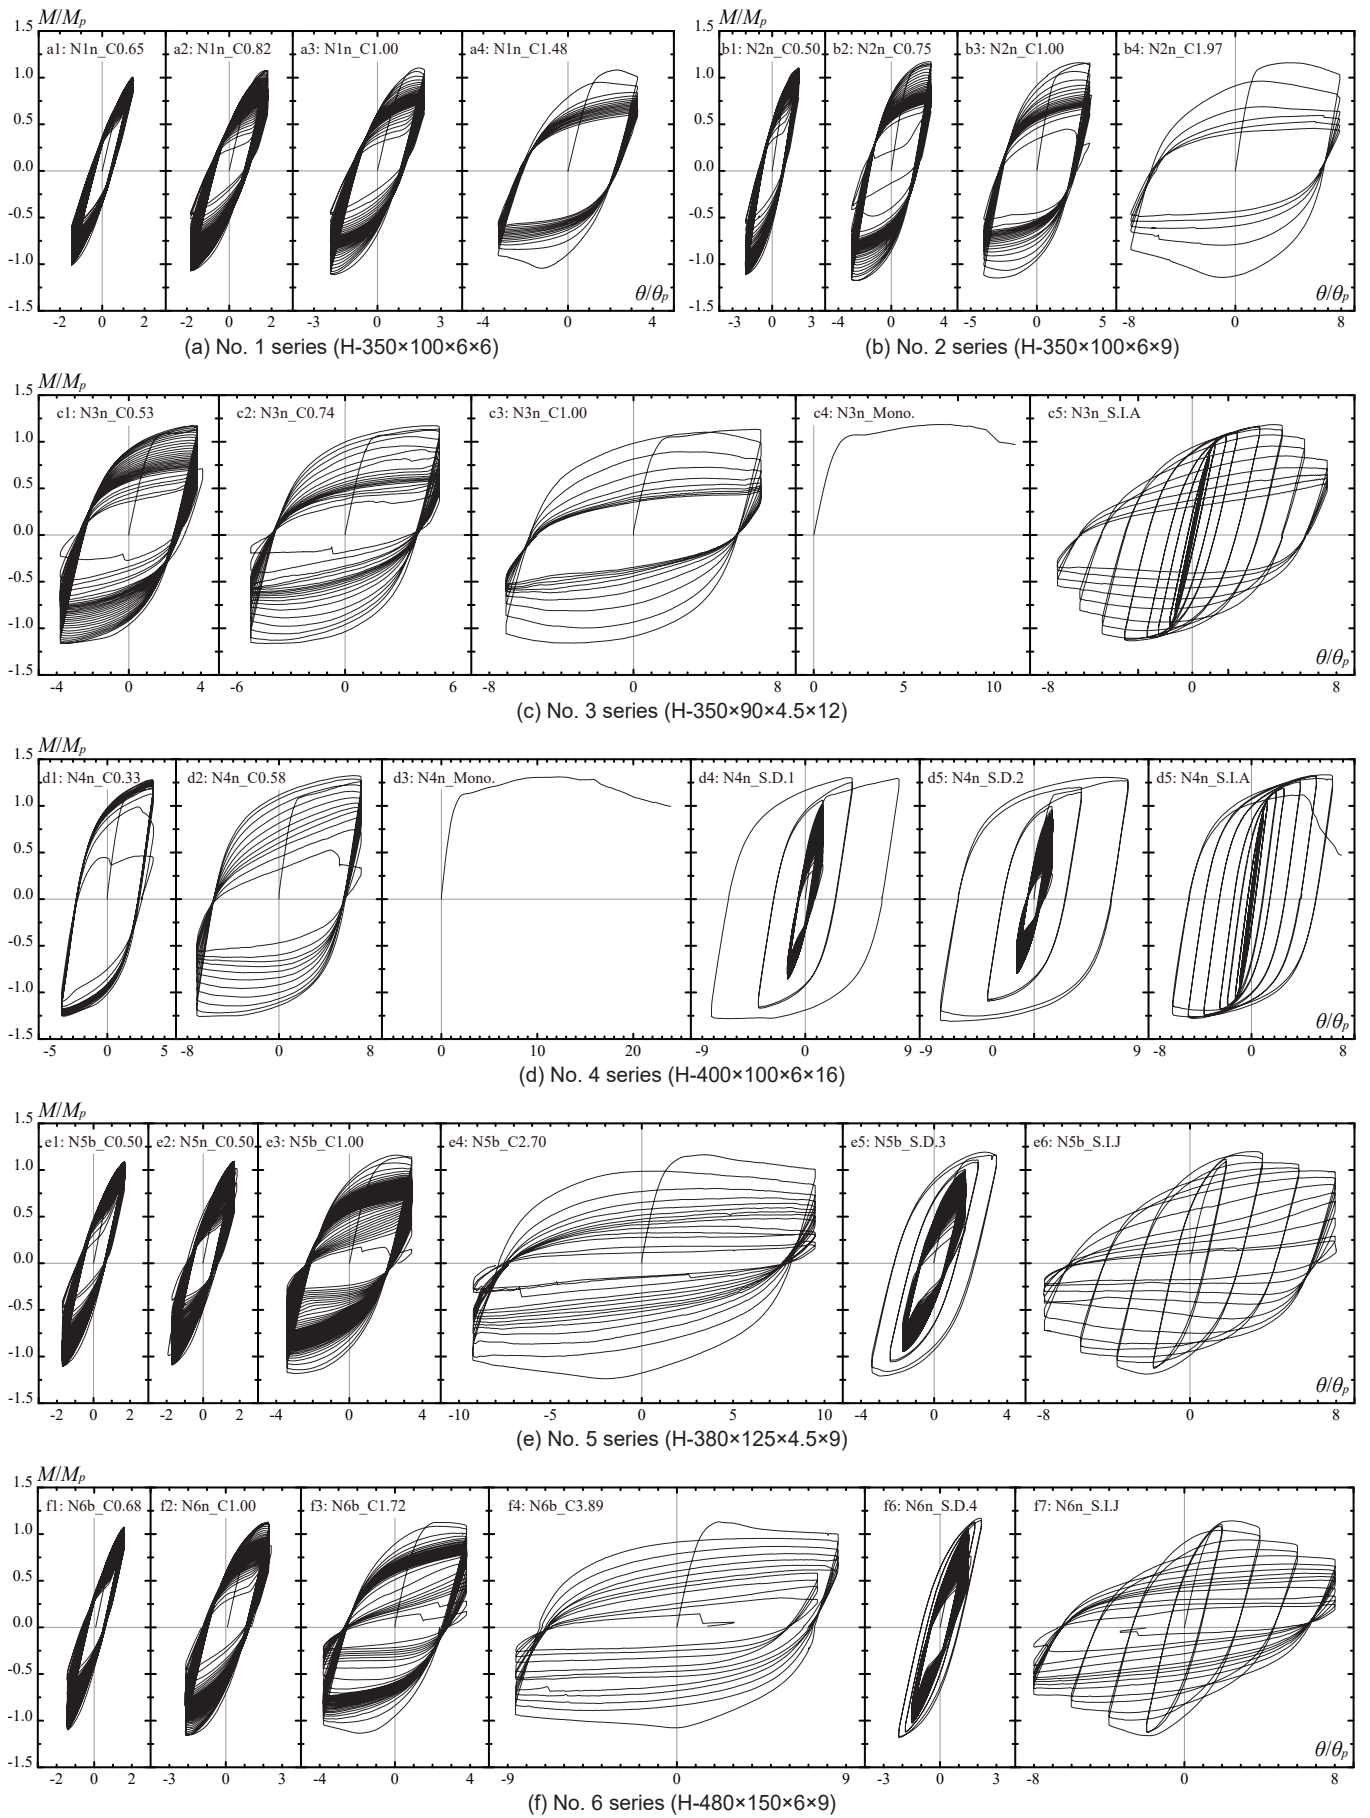 M/Mp M/Mp
1.5 1.0 0.5 0.0 -0.5 -1.0 -1.5
a1: N1n_C0.65 a2: N1n_C0.82 a3: N1n_C1.00 a4: N1n_C1.48 b1: N2n_C0.50 b2: N2n_C0.75 b3: N2n_C1.00 b4: N2n_C1.97
θ/θp θ/θp
-2 0 2 -2 0 2 -3 0 3 -4 0 4 -3 0 3 -4 0 4 -5 0 5 -8 0 8
(a) No. 1 series (H-350×100×6×6) (b) No. 2 series (H-350×100×6×9)
M/Mp
1.5 1.0 0.5 0.0 -0.5 -1.0 -1.5
c1: N3n_C0.53 c2: N3n_C0.74 c3: N3n_C1.00 c4: N3n_Mono. c5: N3n_S.I.A
θ/θp
-4 0 4 -6 0 6 -8 0 8 0 5 10 -8 0 8
(c) No. 3 series (H-350×90×4.5×12)
M/Mp
1.5 1.0 0.5 0.0 -0.5 -1.0 -1.5
d1: N4n_C0.33 d2: N4n_C0.58 d3: N4n_Mono. d4: N4n_S.D.1 d5: N4n_S.D.2 d5: N4n_S.I.A
θ/θp
-5 0 5 -8 0 8 0 10 20 -9 0 9 -9 0 9 -8 0 8
(d) No. 4 series (H-400×100×6×16)
M/Mp
1.5 1.0 0.5 0.0 -0.5 -1.0 -1.5
e1: N5b_C0.50 e2: N5n_C0.50 e3: N5b_C1.00 e4: N5b_C2.70 e5: N5b_S.D.3 e6: N5b_S.I.J
θ/θp
-2 0 2 -2 0 2 -4 0 4 -10 -5 0 5 10 -4 0 4 -8 0 8
(e) No. 5 series (H-380×125×4.5×9)
M/Mp
1.5 1.0 0.5 0.0 -0.5 -1.0 -1.5
f1: N6b_C0.68 f2: N6n_C1.00 f3: N6b_C1.72 f4: N6b_C3.89 f6: N6n_S.D.4 f7: N6n_S.I.J
θ/θp
-2 0 2 -3 0 3 -4 0 4 -9 0 9 -3 0 3 -8 0 8
(f) No. 6 series (H-480×150×6×9)